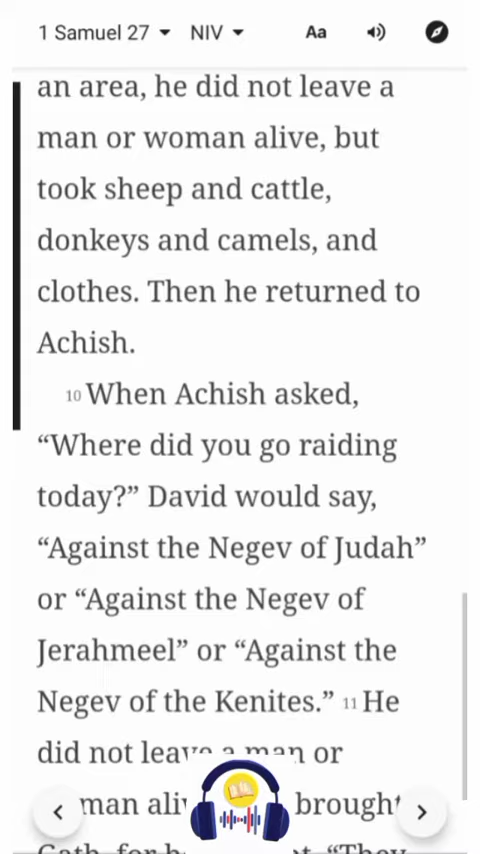 1 Samuel 27 NIV Aa
an area, he did not leave a
man or woman alive, but
took sheep and cattle,
donkeys and camels, and
clothes. Then he returned to
Achish.
10 When Achish asked,
“Where did you go raiding
today?” David would say,
“Against the Negev of Judah”
or “Against the Negev of
Jerahmeel” or “Against the
Negev of the Kenites.” 11 He
did not leave a man or
man brought
“They